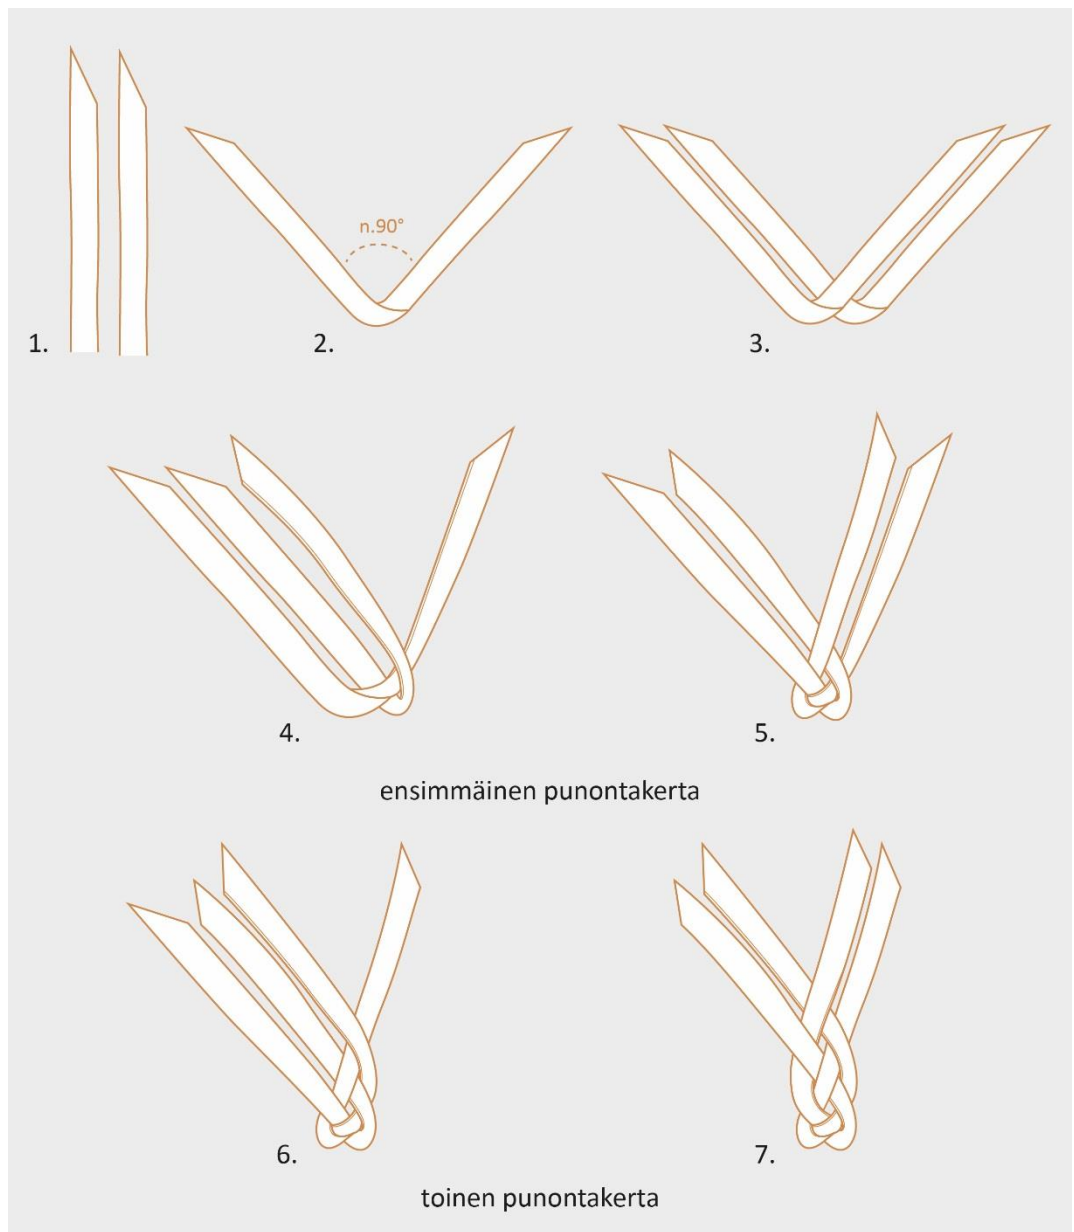 n.90°
1.
2.
3.
4.
5.
ensimmäinen punontakerta
6.
7.
toinen punontakerta